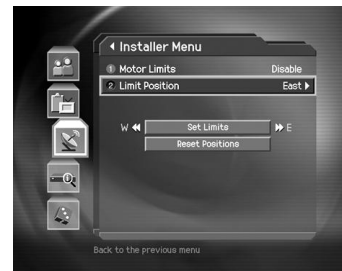 Installer Menu
1 Motor Limits Disable
2 Limit Position East
W Set Limits E
Reset Positions
Back to the previous menu